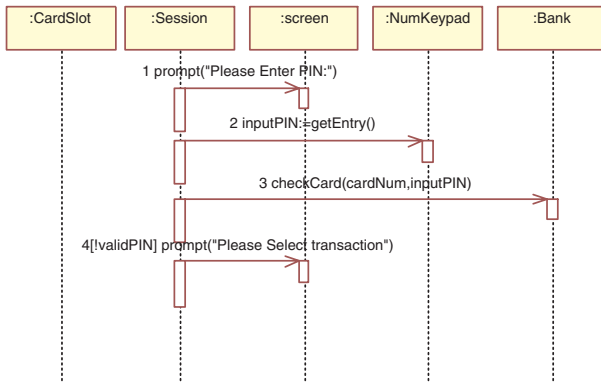 :CardSlot
:Session
:screen
:NumKeypad
:Bank
1 prompt("Please Enter PIN:")
2 inputPIN:=getEntry()
3 checkCard(cardNum,inputPIN)
4[!validPIN] prompt("Please Select transaction")